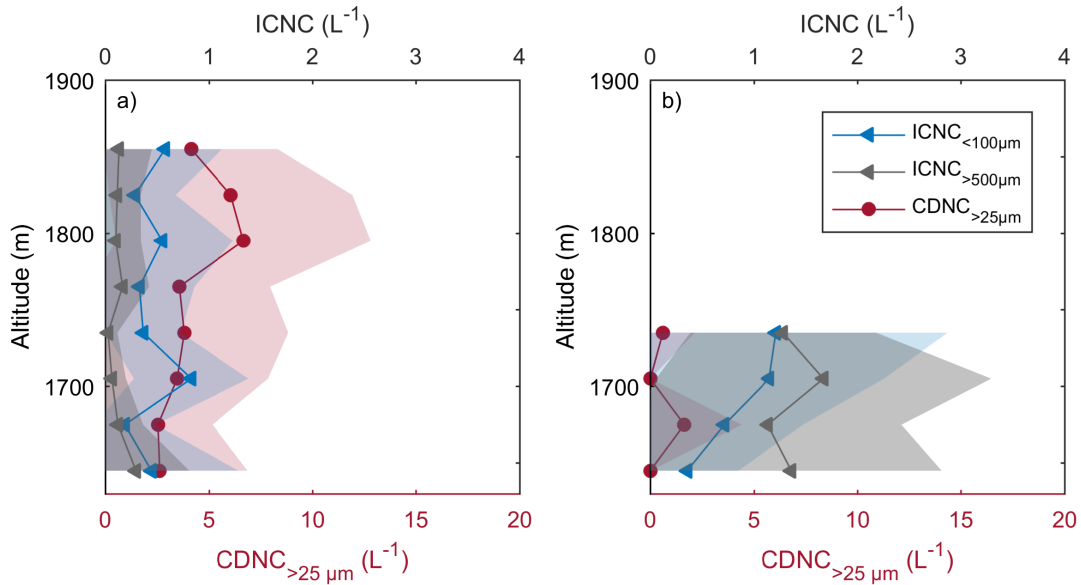 ICNC (L⁻¹)
0 1 2 3 4
1900
1800
1700
Altitude (m)
a)
0 5 10 15 20
CDNC>25 µm (L⁻¹)
ICNC (L⁻¹)
0 1 2 3 4
1900
1800
1700
Altitude (m)
b)
ICNC<100µm
ICNC>500µm
CDNC>25µm
0 5 10 15 20
CDNC>25 µm (L⁻¹)